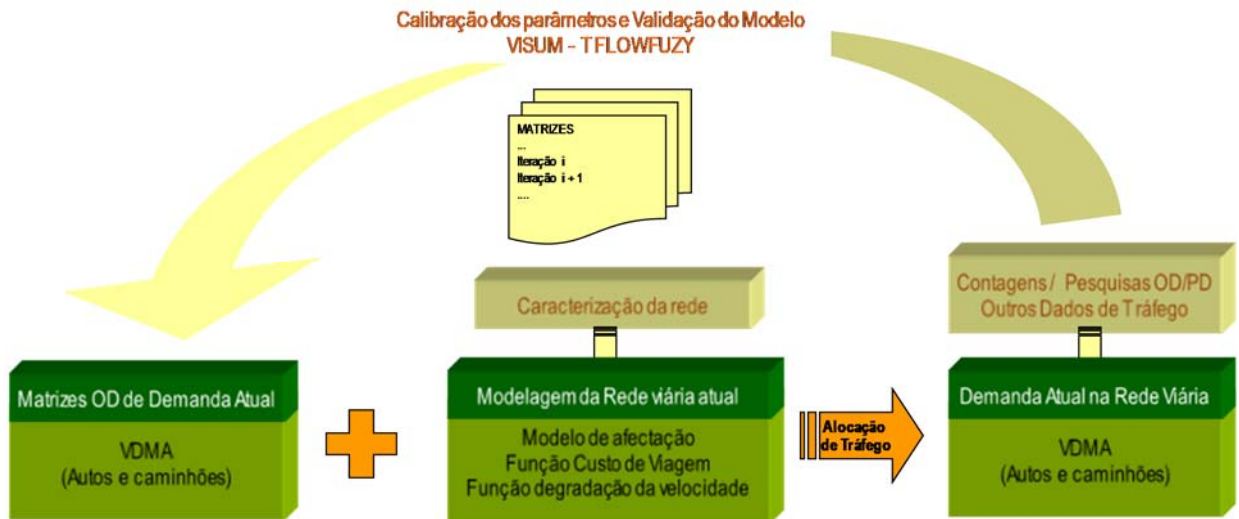 Calibração dos parâmetros e Validação do Modelo
VISUM - TFLOWFUZY
MATRIZES
...
Iteração i
Iteração i + 1
....
Caracterização da rede
Contagens / Pesquisas OD/PD
Outros Dados de Tráfego
Matrizes OD de Demanda Atual
VDMA
(Autos e caminhões)
Modelagem da Rede viária atual
Modelo de afectação
Função Custo de Viagem
Função degradação da velocidade
Alocação
de Tráfego
Demanda Atual na Rede Viária
VDMA
(Autos e caminhões)